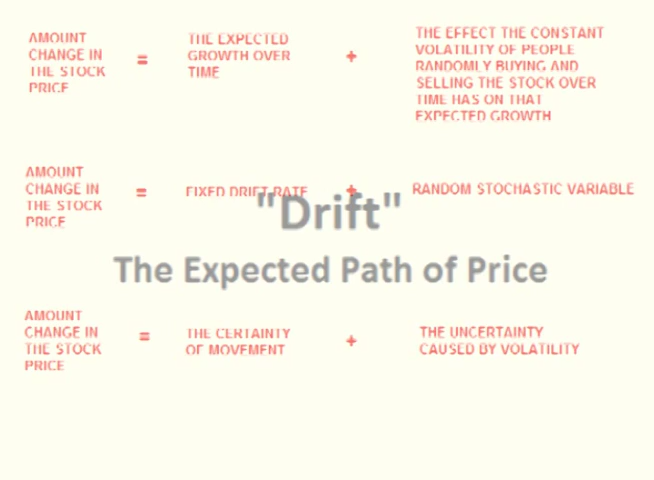 AMOUNT
CHANGE IN
THE STOCK
PRICE
=
THE EXPECTED
GROWTH OVER
TIME
+
THE EFFECT THE CONSTANT
VOLATILITY OF PEOPLE
RANDOMLY BUYING AND
SELLING THE STOCK OVER
TIME HAS ON THAT
EXPECTED GROWTH
AMOUNT
CHANGE IN
THE STOCK
PRICE
=
FIXED DRIFT RATE
+
RANDOM STOCHASTIC VARIABLE
"Drift"
The Expected Path of Price
AMOUNT
CHANGE IN
THE STOCK
PRICE
=
THE CERTAINTY
OF MOVEMENT
+
THE UNCERTAINTY
CAUSED BY VOLATILITY